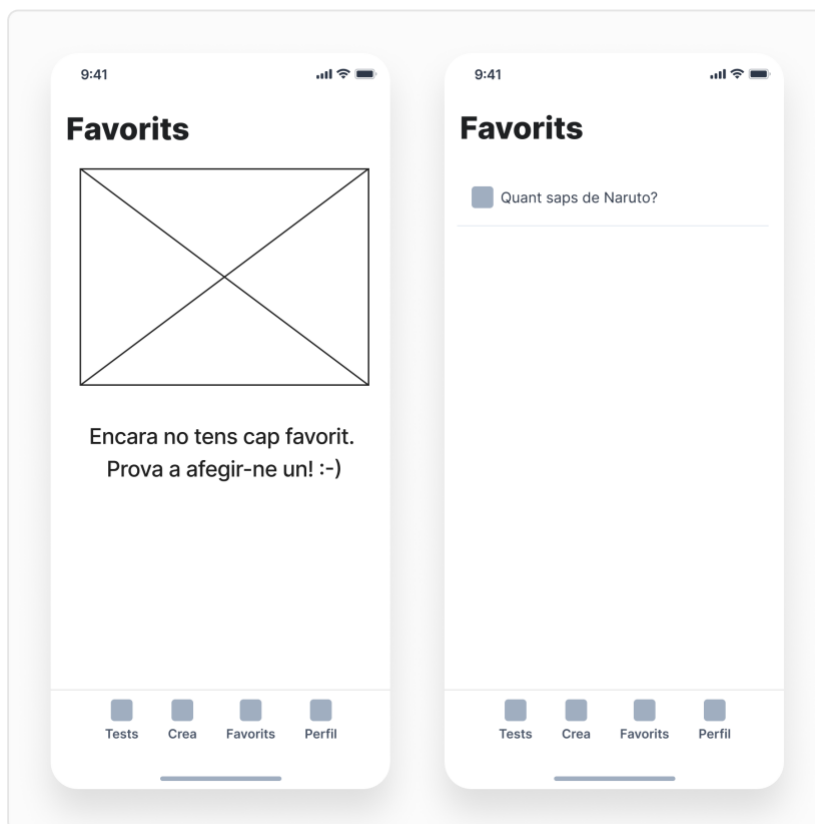 9:41
Favorits
Encara no tens cap favorit.
Prova a afegir-ne un! :-)
Tests Crea Favorits Perfil
9:41
Favorits
Quant saps de Naruto?
Tests Crea Favorits Perfil